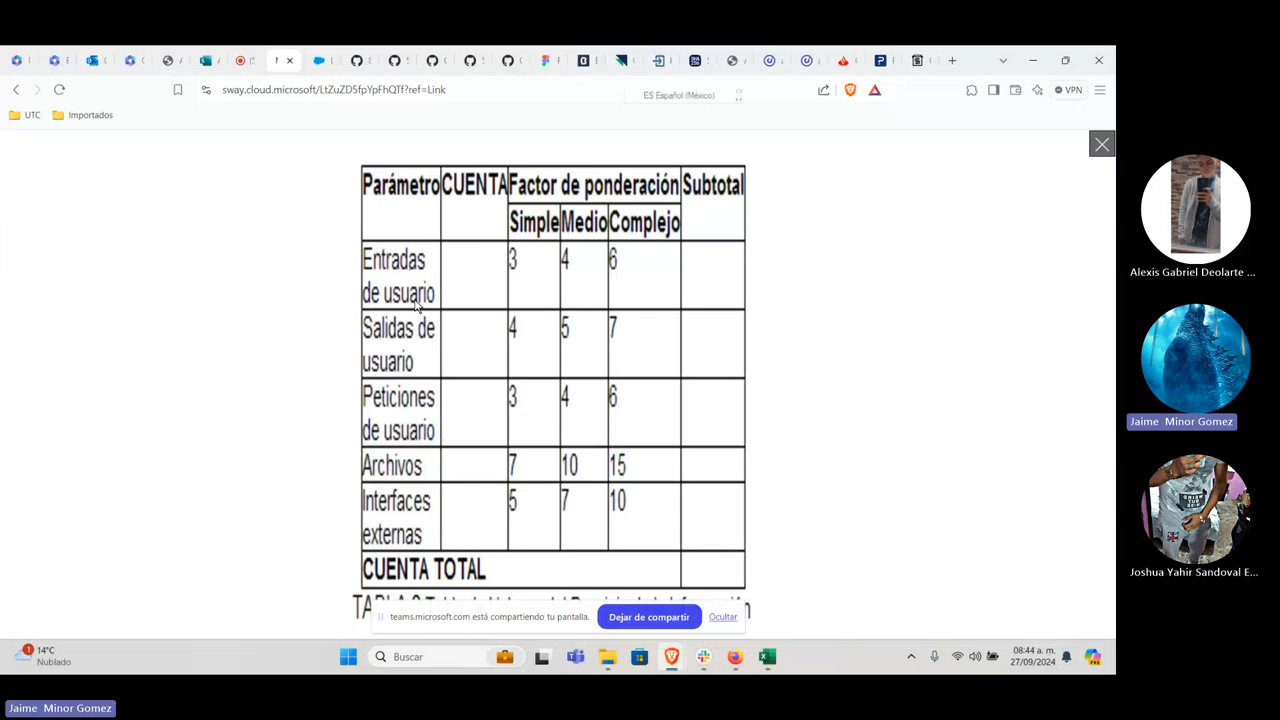 sway.cloud.microsoft/LtZuZD5fpYpFhQTf?ref=Link
ES Español (México)
VPN
UTC
Importados
Parámetro CUENTA Factor de ponderación Subtotal
Simple Medio Complejo
Entradas de usuario 3 4 6
Salidas de usuario 4 5 7
Peticiones de usuario 3 4 6
Archivos 7 10 15
Interfaces externas 5 7 10
CUENTA TOTAL
teams.microsoft.com está compartiendo tu pantalla.
Dejar de compartir
Ocultar
1
14°C
Nublado
Buscar
08:44 a. m.
27/09/2024
Alexis Gabriel Deolarte ...
Jaime Minor Gomez
Joshua Yahir Sandoval E...
Jaime Minor Gomez